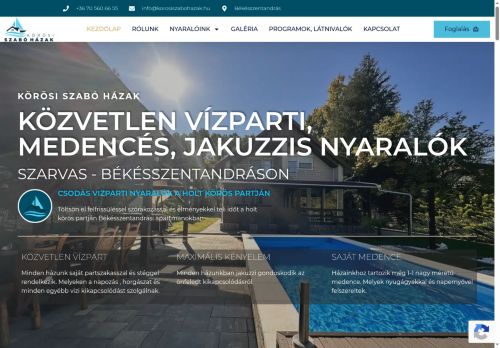 +36 70 560 66 55
info@korosiszabohazak.hu
Békésszentandrás
KÖRÖSI
SZABÓ HÁZAK
KEZDŐLAP
RÓLUNK
NYARALÓINK
GALÉRIA
PROGRAMOK, LÁTNIVALÓK
KAPCSOLAT
Foglalás
KÖRÖSI SZABÓ HÁZAK
KÖZVETLEN VÍZPARTI,
MEDENCÉS, JAKUZZIS NYARALÓK
SZARVAS - BÉKÉSSZENTANDRÁSON
CSODÁS VÍZPARTI NYARALÓK A HOLT KÖRÖS PARTJÁN
Töltsön el felfrissüléssel szórakozással és élményekkel teli időt a holt
körös partján Békésszentandrási apartmanokban
KÖZVETLEN VÍZPART
Minden házunk saját partszakasszal és stéggel
rendelkezik. Melyeken a napozás , horgászat és
minden egyéb vízi kikapcsolódást szolgálnak.
MAXIMÁLIS KÉNYELEM
Minden házunkban jakuzzi gondoskodik az
önfeledt kikapcsolódásról.
SAJÁT MEDENCE
Házainkhoz tartozik még 1-1 nagy méretű
medence. Melyek nyugágyakkal és napernyővel
felszereltek.